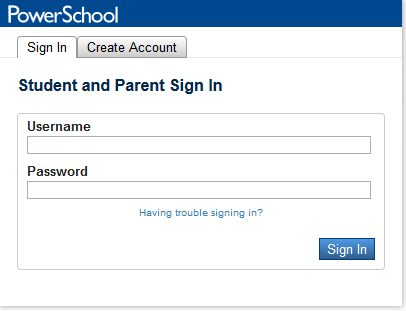 PowerSchool
Sign In Create Account
Student and Parent Sign In
Username
Password
Having trouble signing in?
Sign In